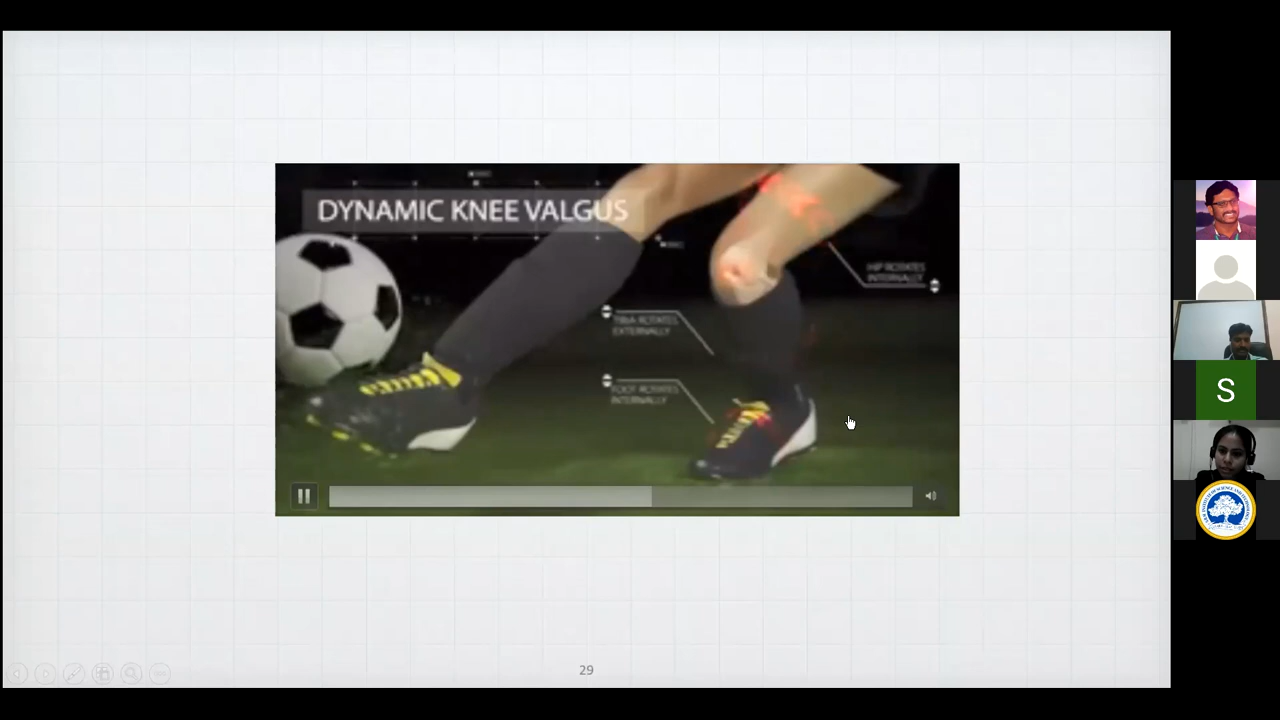 DYNAMIC KNEE VALGUS
HIP ROTATES
INTERNALLY
TIBIA ROTATES
EXTERNALLY
FOOT ROTATES
INTERNALLY
S
29